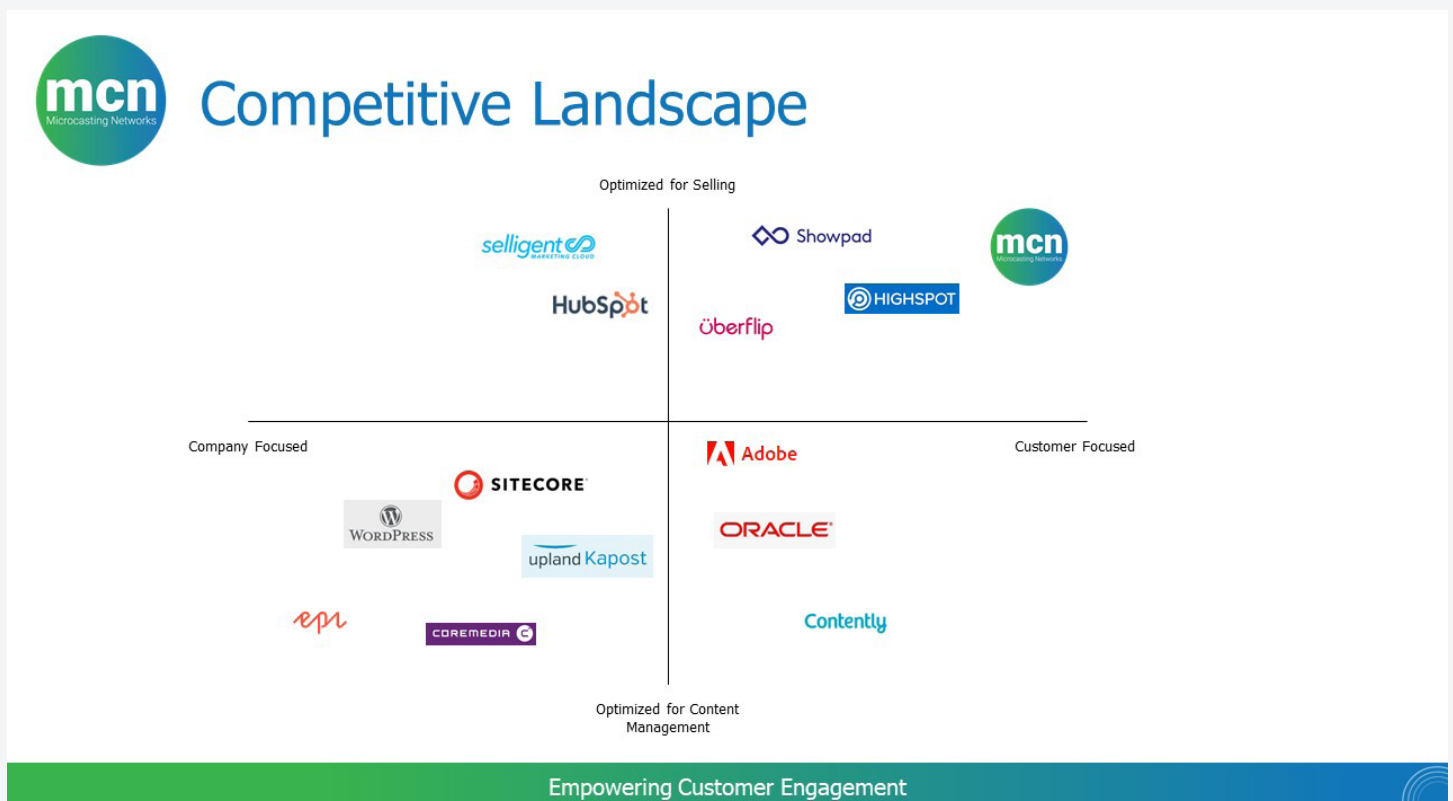 mcn
Microcasting Networks
Competitive Landscape
Optimized for Selling
selligent
MARKETING CLOUD
Showpad
mcn
Microcasting Networks
HubSpot
HIGHSPOT
überflip
Company Focused
Customer Focused
Adobe
SITECORE
WORDPRESS
ORACLE
upland Kapost
epi
Contently
COREMEDIA C
Optimized for Content
Management
Empowering Customer Engagement